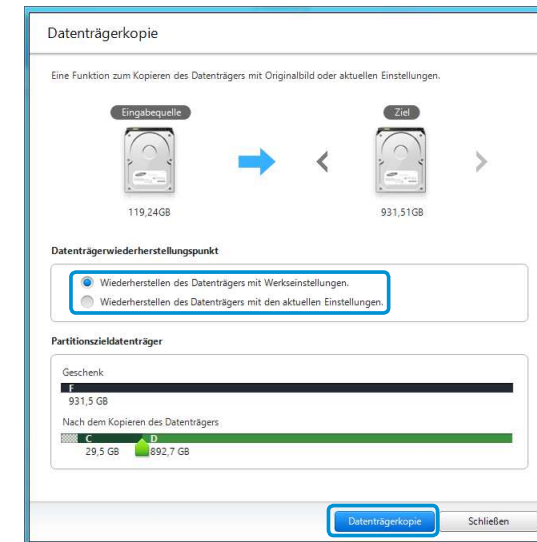 Datenträgerkopie
Eine Funktion zum Kopieren des Datenträgers mit Originalbild oder aktuellen Einstellungen.
Eingabequelle
Ziel
119,24GB
931,51GB
Datenträgerwiederherstellungspunkt
Wiederherstellen des Datenträgers mit Werkseinstellungen.
Wiederherstellen des Datenträgers mit den aktuellen Einstellungen.
Partitionszieldatenträger
Geschenk
F
931,5 GB
Nach dem Kopieren des Datenträgers
C D
29,5 GB 892,7 GB
Datenträgerkopie Schließen